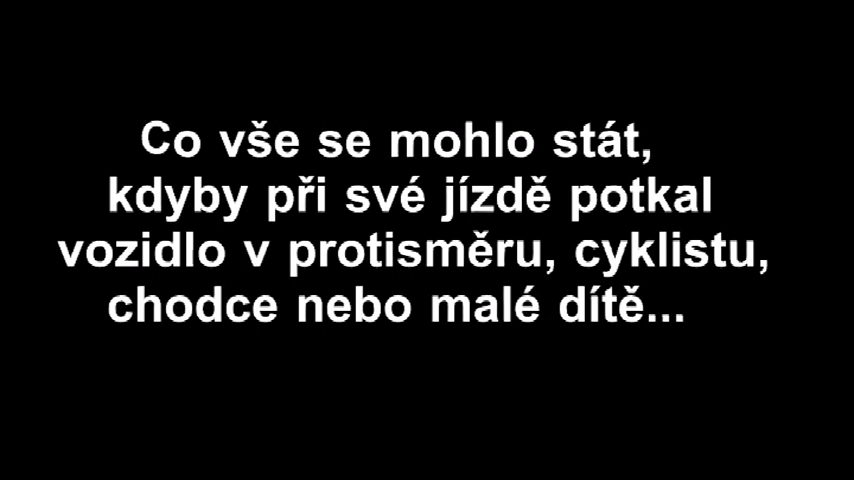 Co vše se mohlo stát,
kdyby při své jízdě potkal
vozidlo v protisměru, cyklistu,
chodce nebo malé dítě...